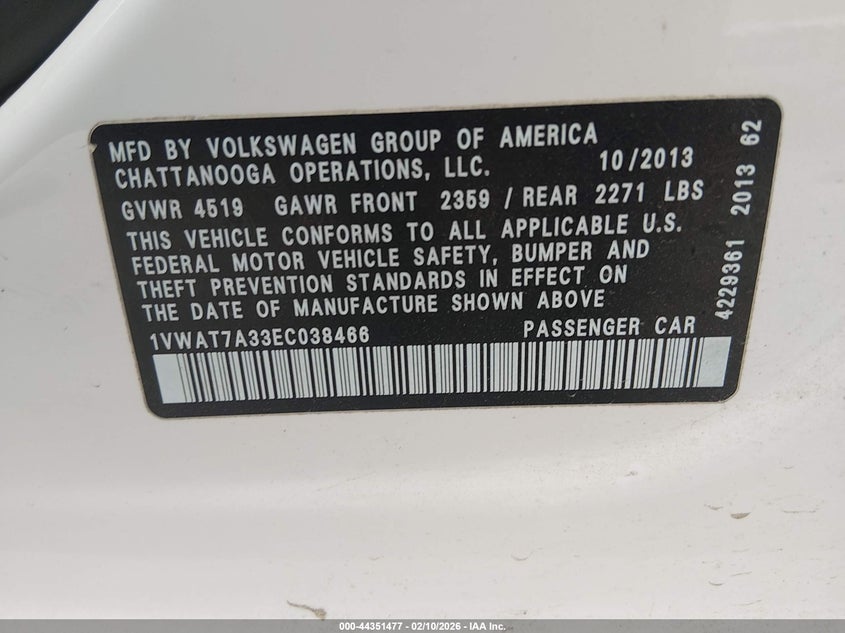 MFD BY VOLKSWAGEN GROUP OF AMERICA
CHATTANOOGA OPERATIONS, LLC. 10/2013
GVWR 4519 GAWR FRONT 2359 / REAR 2271 LBS
THIS VEHICLE CONFORMS TO ALL APPLICABLE U.S.
FEDERAL MOTOR VEHICLE SAFETY, BUMPER AND
THEFT PREVENTION STANDARDS IN EFFECT ON
THE DATE OF MANUFACTURE SHOWN ABOVE
1VWAT7A33EC038466 PASSENGER CAR
4229361 2013 62
000-44351477 - 02/10/2026 - IAA Inc.